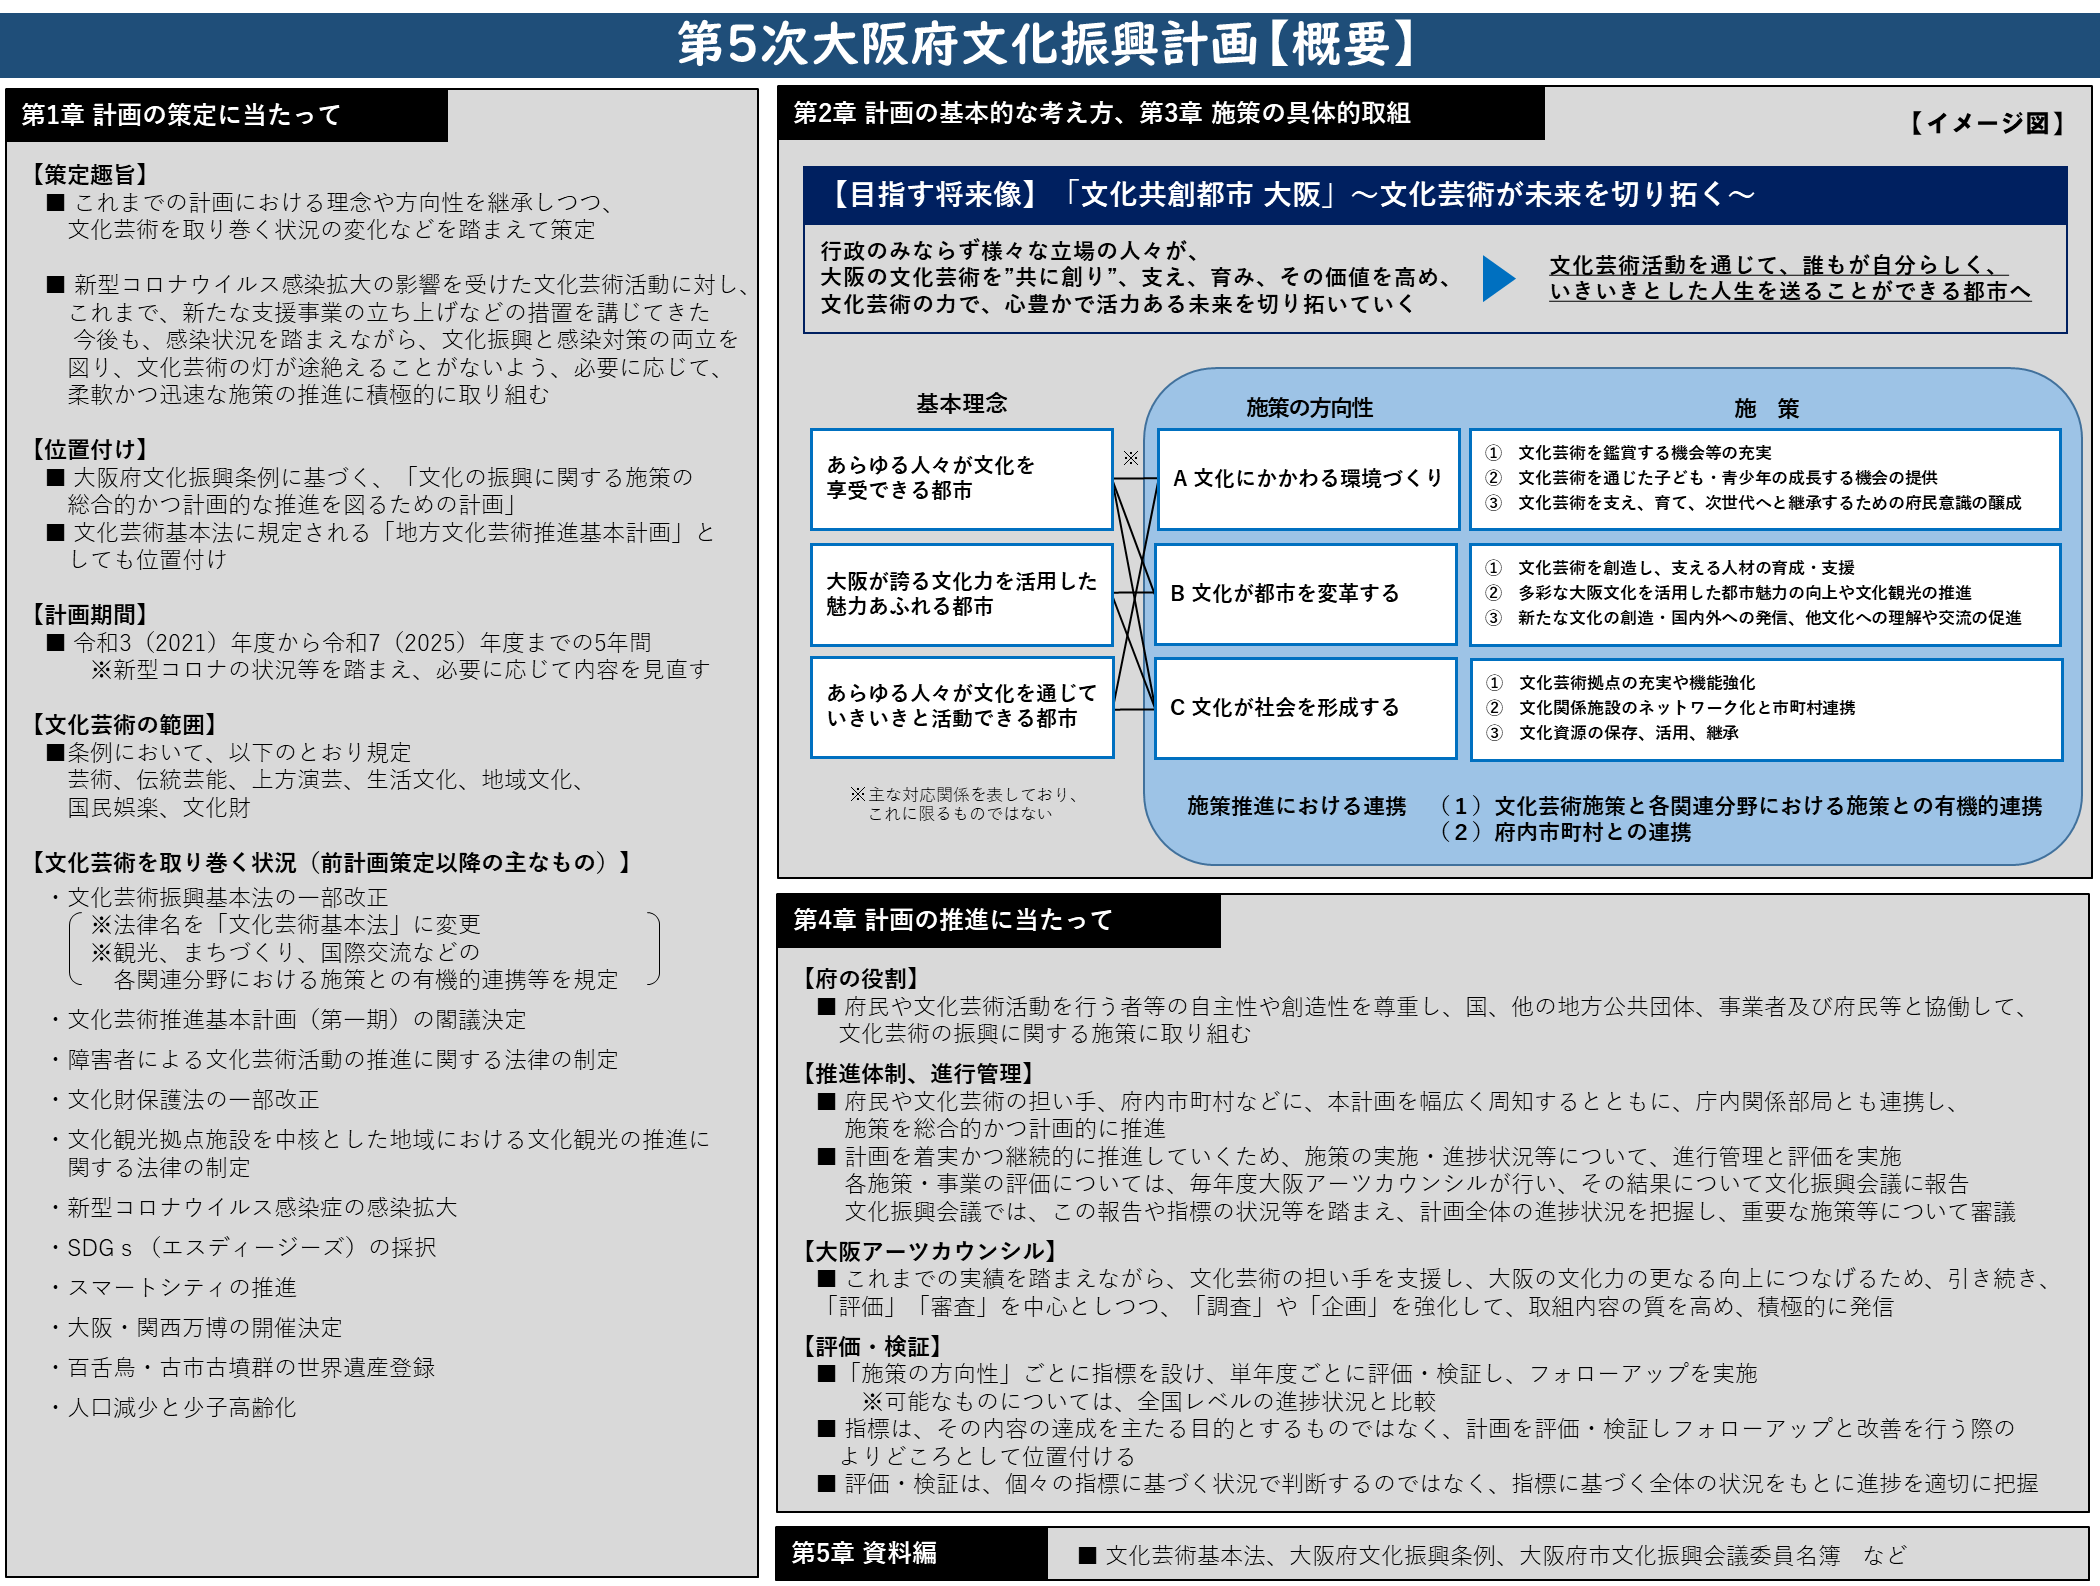 第5次大阪府文化振興計画【概要】
第1章 計画の策定に当たって
【策定趣旨】
■ これまでの計画における理念や方向性を継承しつつ、
文化芸術を取り巻く状況の変化などを踏まえて策定
■ 新型コロナウイルス感染拡大の影響を受けた文化芸術活動に対し、
これまで、新たな支援事業の立ち上げなどの措置を講じてきた
今後も、感染状況を踏まえながら、文化振興と感染対策の両立を
図り、文化芸術の灯が途絶えることがないよう、必要に応じて、
柔軟かつ迅速な施策の推進に積極的に取り組む
【位置付け】
■ 大阪府文化振興条例に基づく、「文化の振興に関する施策の
総合的かつ計画的な推進を図るための計画」
■ 文化芸術基本法に規定される「地方文化芸術推進基本計画」と
しても位置付け
【計画期間】
■ 令和3（2021）年度から令和7（2025）年度までの5年間
※新型コロナの状況等を踏まえ、必要に応じて内容を見直す
【文化芸術の範囲】
■条例において、以下のとおり規定
芸術、伝統芸能、上方演芸、生活文化、地域文化、
国民娯楽、文化財
【文化芸術を取り巻く状況（前計画策定以降の主なもの）】
・文化芸術振興基本法の一部改正
※法律名を「文化芸術基本法」に変更
※観光、まちづくり、国際交流などの
各関連分野における施策との有機的連携等を規定
・文化芸術推進基本計画（第一期）の閣議決定
・障害者による文化芸術活動の推進に関する法律の制定
・文化財保護法の一部改正
・文化観光拠点施設を中核とした地域における文化観光の推進に
関する法律の制定
・新型コロナウイルス感染症の感染拡大
・SDGｓ（エスディージーズ）の採択
・スマートシティの推進
・大阪・関西万博の開催決定
・百舌鳥・古市古墳群の世界遺産登録
・人口減少と少子高齢化
第2章 計画の基本的な考え方、第3章 施策の具体的取組
【イメージ図】
【目指す将来像】「文化共創都市 大阪」～文化芸術が未来を切り拓く～
行政のみならず様々な立場の人々が、
大阪の文化芸術を”共に創り”、支え、育み、その価値を高め、
文化芸術の力で、心豊かで活力ある未来を切り拓いていく
文化芸術活動を通じて、誰もが自分らしく、
いきいきとした人生を送ることができる都市へ
基本理念
施策の方向性
施　策
あらゆる人々が文化を
享受できる都市
※
A 文化にかかわる環境づくり
①　文化芸術を鑑賞する機会等の充実
②　文化芸術を通じた子ども・青少年の成長する機会の提供
③　文化芸術を支え、育て、次世代へと継承するための府民意識の醸成
大阪が誇る文化力を活用した
魅力あふれる都市
B 文化が都市を変革する
①　文化芸術を創造し、支える人材の育成・支援
②　多彩な大阪文化を活用した都市魅力の向上や文化観光の推進
③　新たな文化の創造・国内外への発信、他文化への理解や交流の促進
あらゆる人々が文化を通じて
いきいきと活動できる都市
C 文化が社会を形成する
①　文化芸術拠点の充実や機能強化
②　文化関係施設のネットワーク化と市町村連携
③　文化資源の保存、活用、継承
※主な対応関係を表しており、
これに限るものではない
施策推進における連携　（１）文化芸術施策と各関連分野における施策との有機的連携
（２）府内市町村との連携
第4章 計画の推進に当たって
【府の役割】
■ 府民や文化芸術活動を行う者等の自主性や創造性を尊重し、国、他の地方公共団体、事業者及び府民等と協働して、
文化芸術の振興に関する施策に取り組む
【推進体制、進行管理】
■ 府民や文化芸術の担い手、府内市町村などに、本計画を幅広く周知するとともに、庁内関係部局とも連携し、
施策を総合的かつ計画的に推進
■ 計画を着実かつ継続的に推進していくため、施策の実施・進捗状況等について、進行管理と評価を実施
各施策・事業の評価については、毎年度大阪アーツカウンシルが行い、その結果について文化振興会議に報告
文化振興会議では、この報告や指標の状況等を踏まえ、計画全体の進捗状況を把握し、重要な施策等について審議
【大阪アーツカウンシル】
■ これまでの実績を踏まえながら、文化芸術の担い手を支援し、大阪の文化力の更なる向上につなげるため、引き続き、
「評価」「審査」を中心としつつ、「調査」や「企画」を強化して、取組内容の質を高め、積極的に発信
【評価・検証】
■「施策の方向性」ごとに指標を設け、単年度ごとに評価・検証し、フォローアップを実施
※可能なものについては、全国レベルの進捗状況と比較
■ 指標は、その内容の達成を主たる目的とするものではなく、計画を評価・検証しフォローアップと改善を行う際の
よりどころとして位置付ける
■ 評価・検証は、個々の指標に基づく状況で判断するのではなく、指標に基づく全体の状況をもとに進捗を適切に把握
第5章 資料編
■ 文化芸術基本法、大阪府文化振興条例、大阪府市文化振興会議委員名簿　など